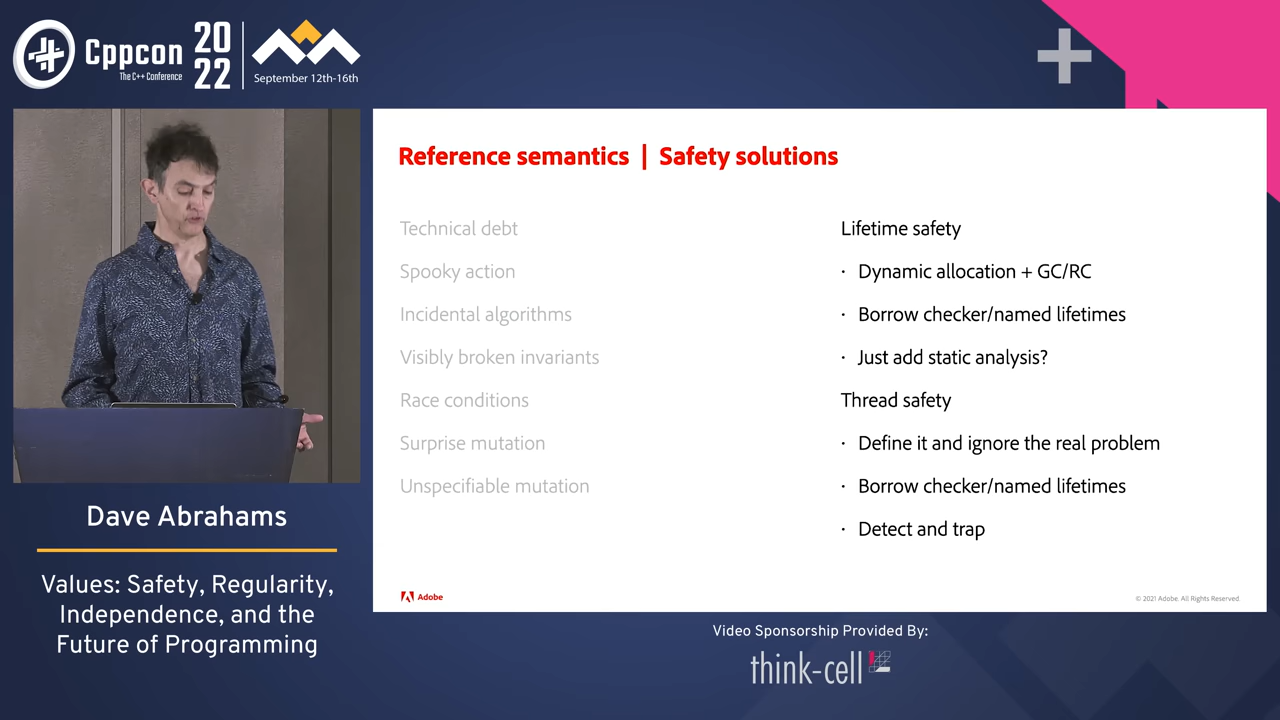 Cppcon
The C++ Conference
20
22
September 12th-16th
Reference semantics | Safety solutions
Technical debt
Spooky action
Incidental algorithms
Visibly broken invariants
Race conditions
Surprise mutation
Unspecifiable mutation
Lifetime safety
· Dynamic allocation + GC/RC
· Borrow checker/named lifetimes
· Just add static analysis?
Thread safety
· Define it and ignore the real problem
· Borrow checker/named lifetimes
· Detect and trap
Adobe
© 2021 Adobe. All Rights Reserved.
Dave Abrahams
Values: Safety, Regularity,
Independence, and the
Future of Programming
Video Sponsorship Provided By:
think-cell